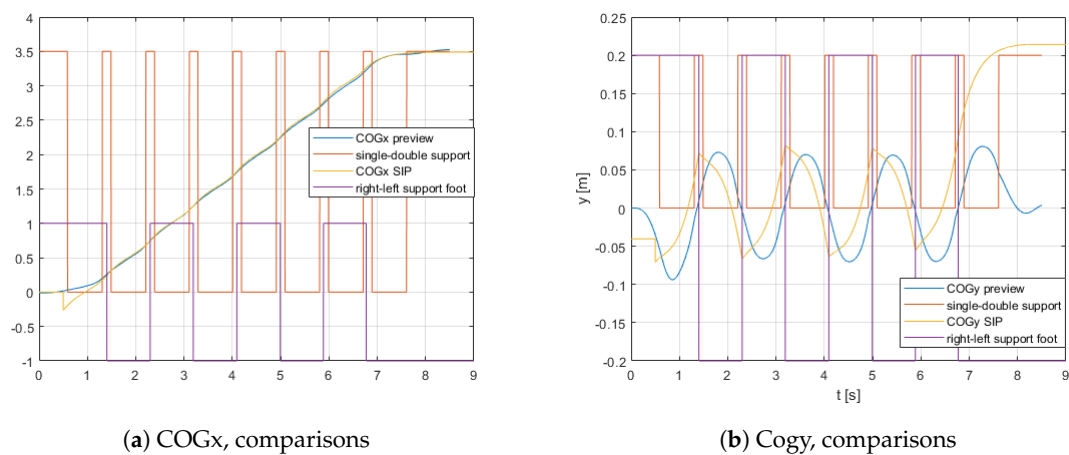 4
3.5
3
2.5
2
1.5
1
0.5
0
-0.5
-1
0 1 2 3 4 5 6 7 8 9
COGx preview
single-double support
COGx SIP
right-left support foot
(a) COGx, comparisons
y [m]
0.25
0.2
0.15
0.1
0.05
0
-0.05
-0.1
-0.15
-0.2
0 1 2 3 4 5 6 7 8 9
t [s]
COGy preview
single-double support
COGy SIP
right-left support foot
(b) Cogy, comparisons